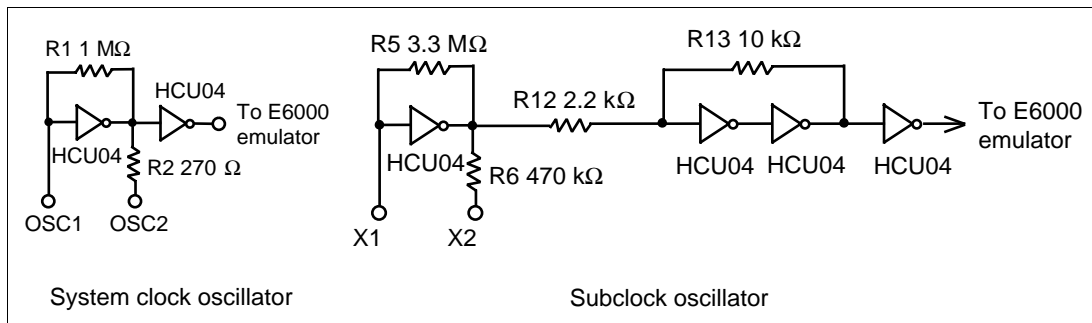 R1 1 MΩ
HCU04
HCU04
To E6000
emulator
R2 270 Ω
OSC1
OSC2
System clock oscillator
R5 3.3 MΩ
R13 10 kΩ
R12 2.2 kΩ
HCU04
R6 470 kΩ
HCU04
HCU04
HCU04
To E6000
emulator
X1
X2
Subclock oscillator